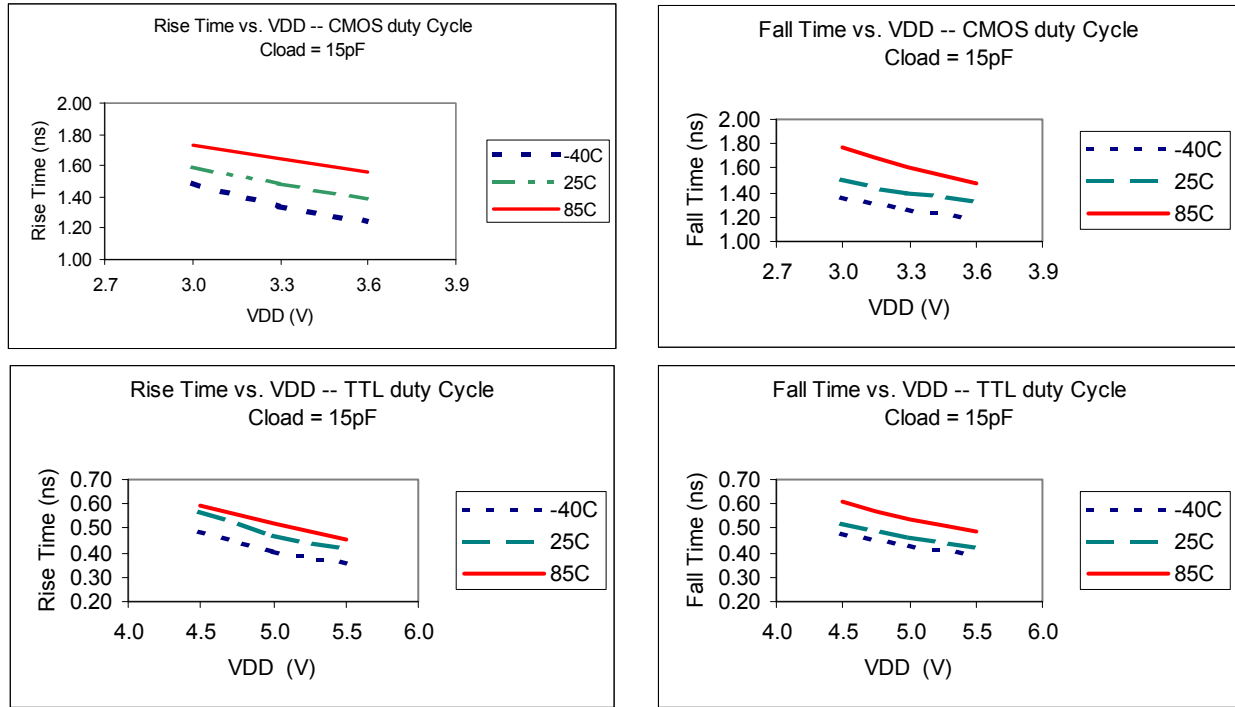 Rise Time vs. VDD -- CMOS duty Cycle
Cload = 15pF
Rise Time (ns)
2.00
1.80
1.60
1.40
1.20
1.00
2.7 3.0 3.3 3.6 3.9
VDD (V)
-40C
25C
85C
Fall Time vs. VDD -- CMOS duty Cycle
Cload = 15pF
Fall Time (ns)
2.00
1.80
1.60
1.40
1.20
1.00
2.7 3.0 3.3 3.6 3.9
VDD (V)
-40C
25C
85C
Rise Time vs. VDD -- TTL duty Cycle
Cload = 15pF
Rise Time (ns)
0.70
0.60
0.50
0.40
0.30
0.20
4.0 4.5 5.0 5.5 6.0
VDD (V)
-40C
25C
85C
Fall Time vs. VDD -- TTL duty Cycle
Cload = 15pF
Fall Time (ns)
0.70
0.60
0.50
0.40
0.30
0.20
4.0 4.5 5.0 5.5 6.0
VDD (V)
-40C
25C
85C